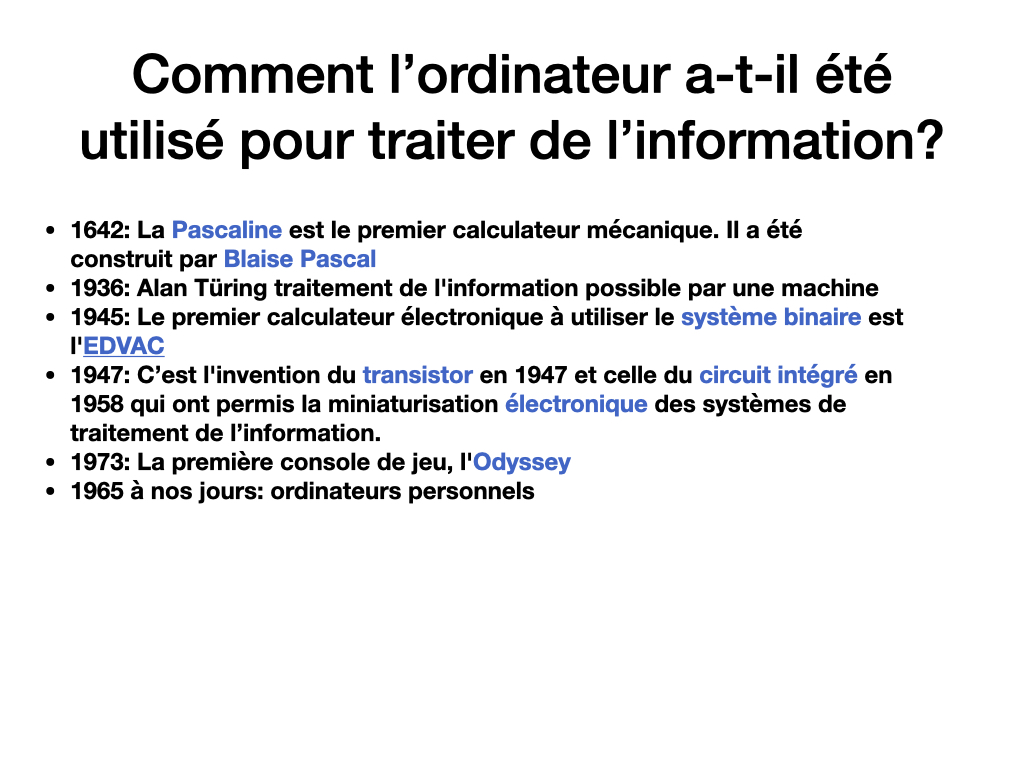 Comment l’ordinateur a-t-il été
utilisé pour traiter de l’information?
• 1642: La Pascaline est le premier calculateur mécanique. Il a été
construit par Blaise Pascal
• 1936: Alan Türing traitement de l'information possible par une machine
• 1945: Le premier calculateur électronique à utiliser le système binaire est
l'EDVAC
• 1947: C’est l'invention du transistor en 1947 et celle du circuit intégré en
1958 qui ont permis la miniaturisation électronique des systèmes de
traitement de l’information.
• 1973: La première console de jeu, l'Odyssey
• 1965 à nos jours: ordinateurs personnels